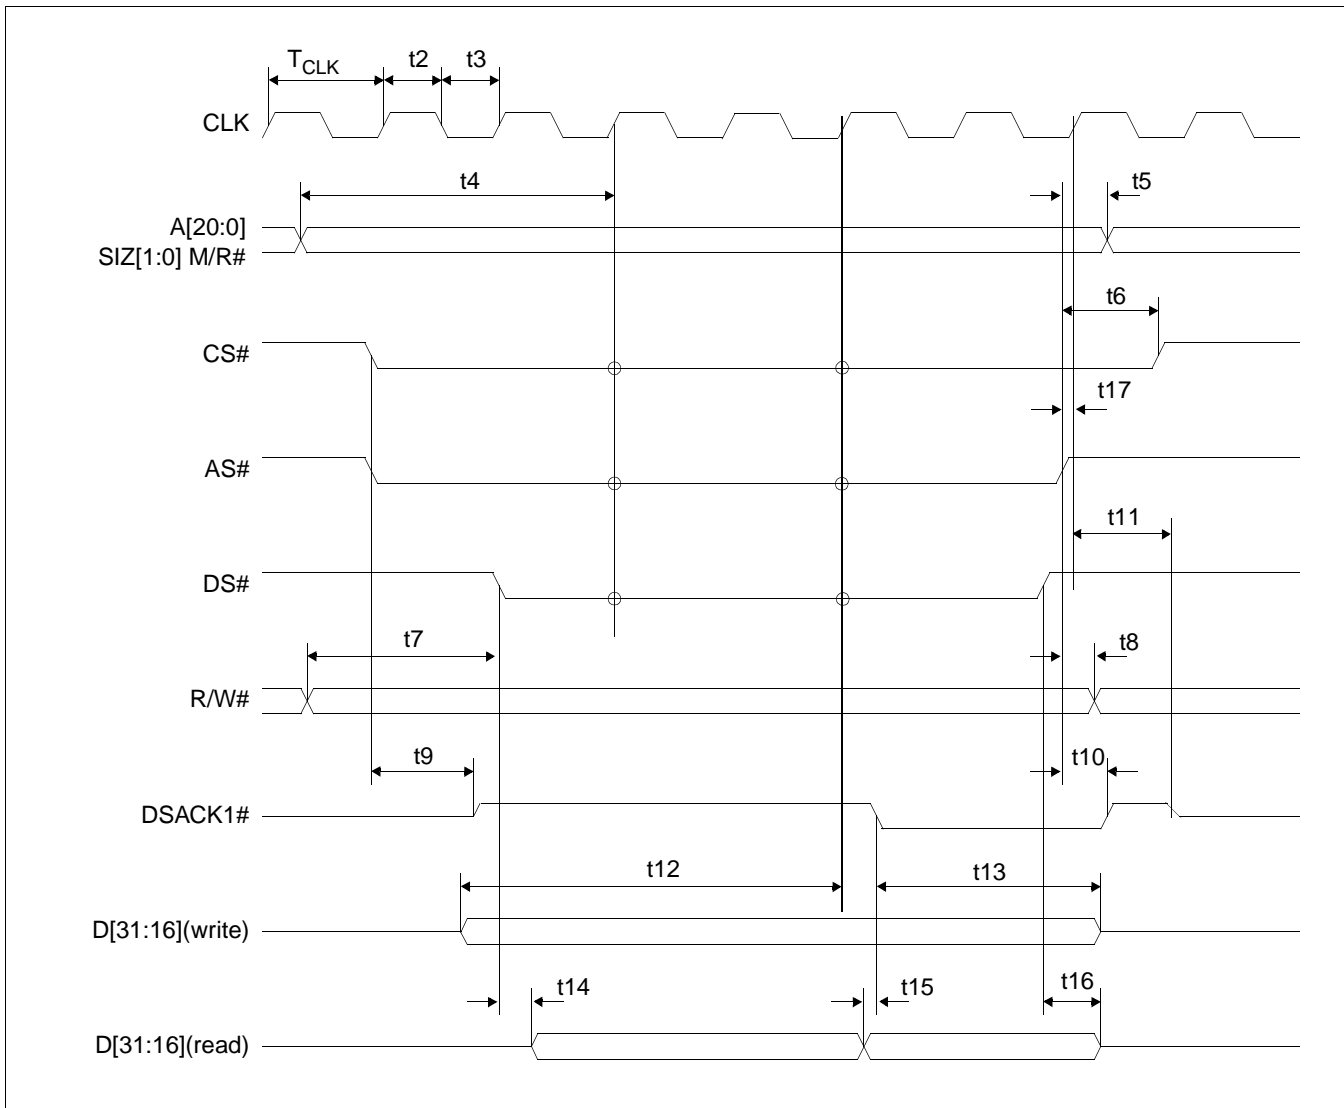 TCLK t2 t3
CLK
t4 t5
A[20:0]
SIZ[1:0] M/R#
t6
CS#
t17
AS#
t11
DS#
t7 t8
R/W#
t9 t10
DSACK1#
t12 t13
D[31:16](write)
t14 t15 t16
D[31:16](read)